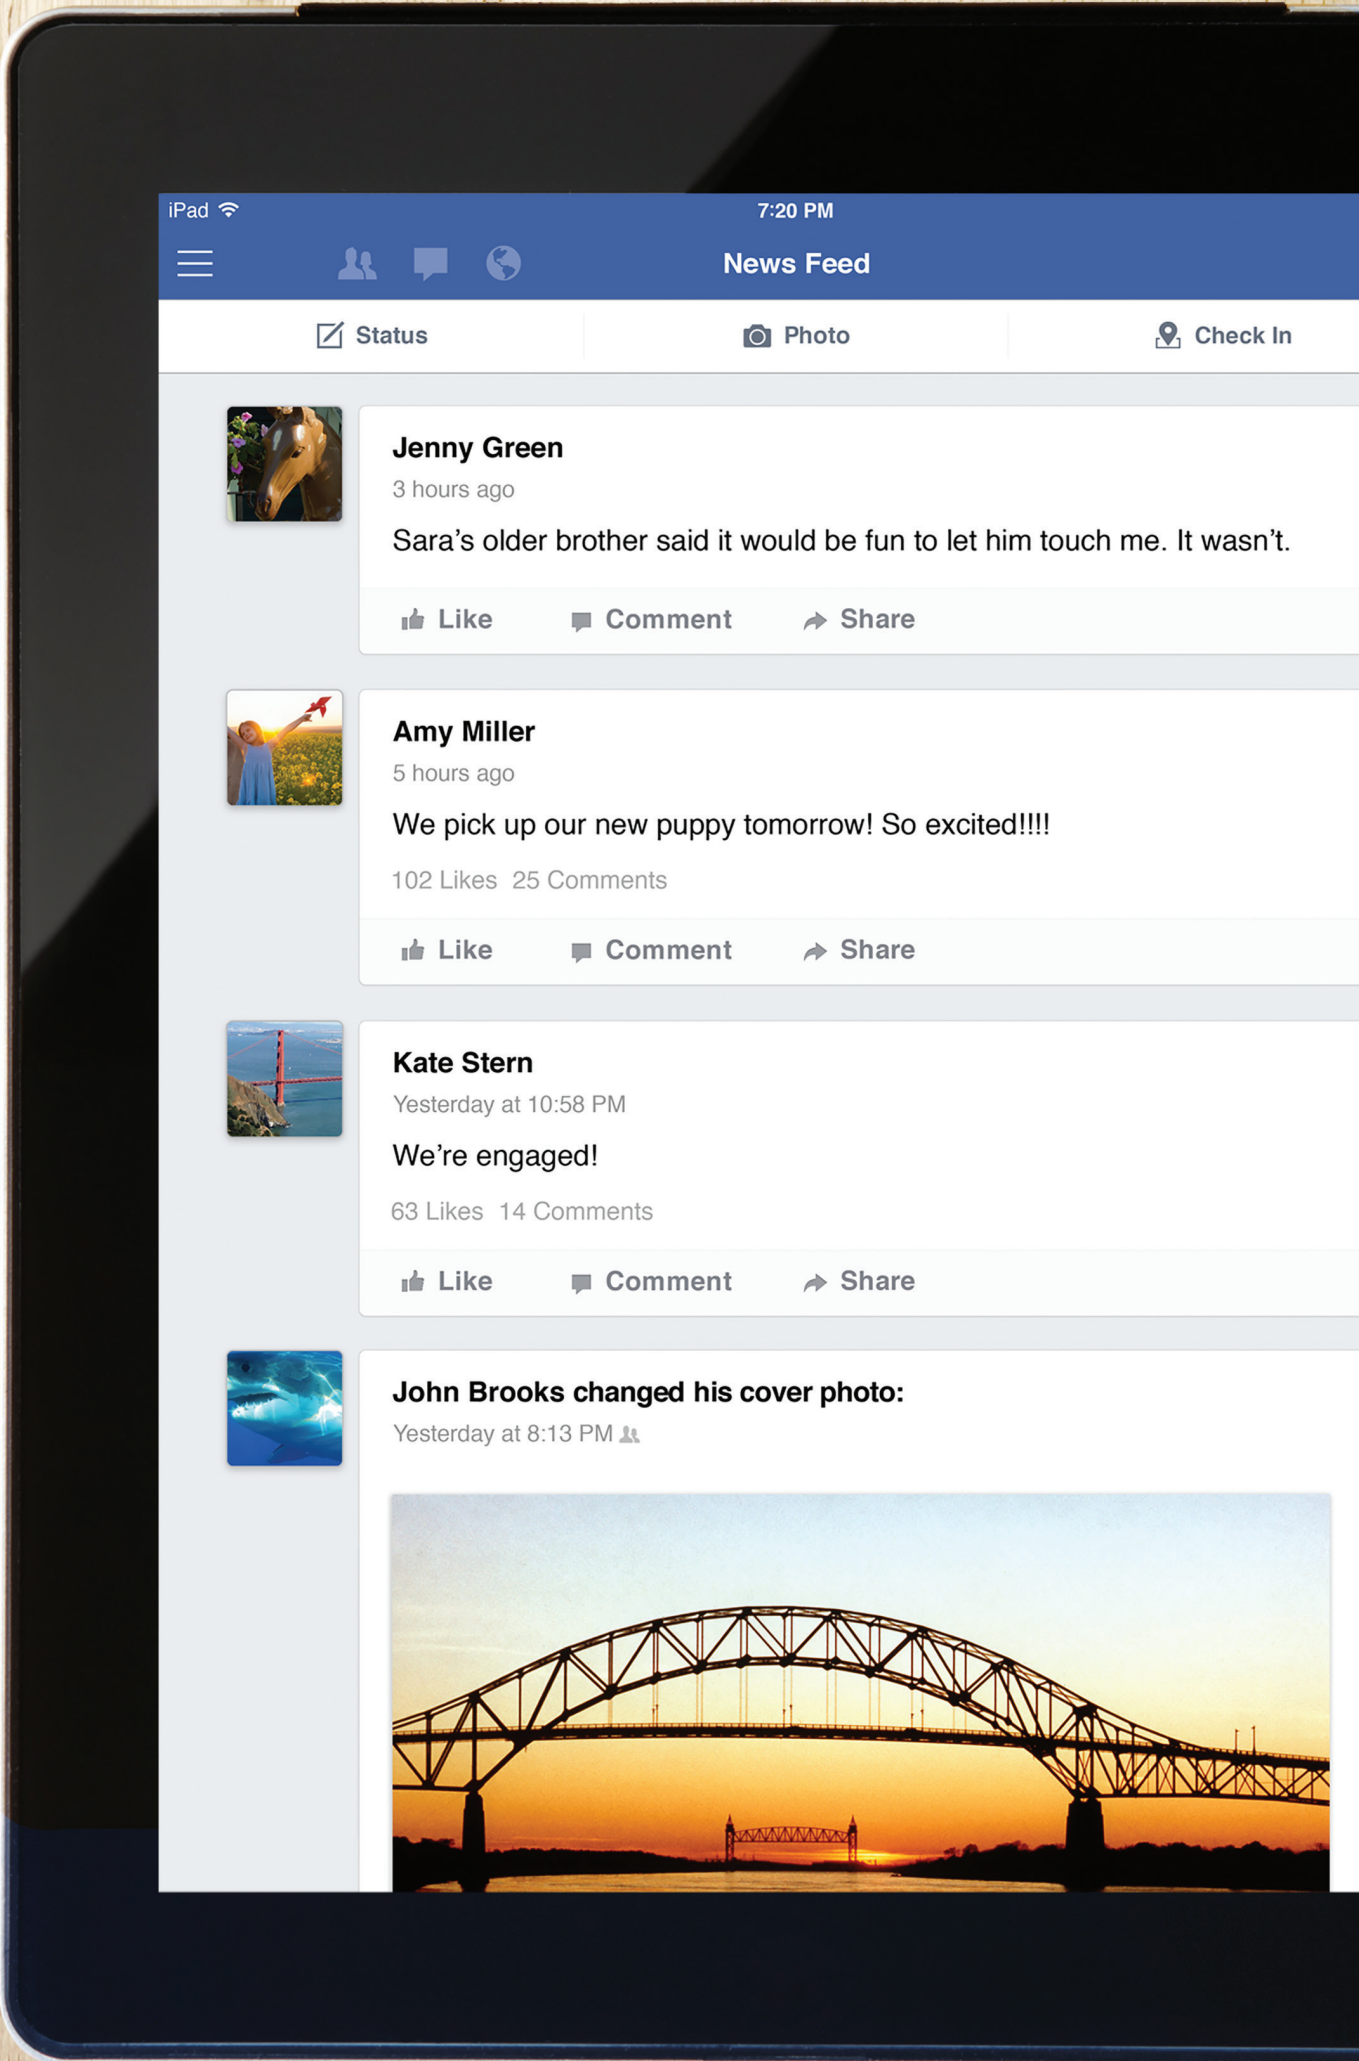 iPad
7:20 PM
News Feed
Status
Photo
Check In
Jenny Green
3 hours ago
Sara’s older brother said it would be fun to let him touch me. It wasn’t.
Like
Comment
Share
Amy Miller
5 hours ago
We pick up our new puppy tomorrow! So excited!!!!
102 Likes 25 Comments
Like
Comment
Share
Kate Stern
Yesterday at 10:58 PM
We’re engaged!
63 Likes 14 Comments
Like
Comment
Share
John Brooks changed his cover photo:
Yesterday at 8:13 PM